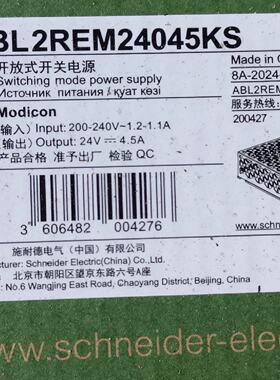 BL2REM24045KS
开放式开关电源
Switching mode power supply
Источник питания / қуат көзі
Modicon
输入) Input: 200-240V~1.2-1.1A
输出) Output: 24V ⎓ 4.5A
产品合格 准予出厂 检验 QC
3 606482 004276
施耐德电气（中国）有限公司
Schneider Electric(China) Co., Ltd.
北京市朝阳区望京东路六号A座
No.6 Wangjing East Road, Chaoyang District, Beijing, China
www.schneider-elec
Made in C
8A-2024
ABL2REM
服务热线:
200427